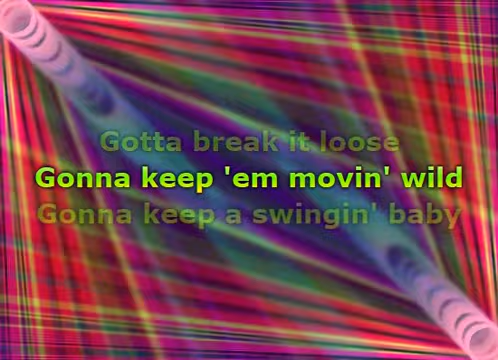 Gotta break it loose
Gonna keep 'em movin' wild
Gonna keep a swingin' baby